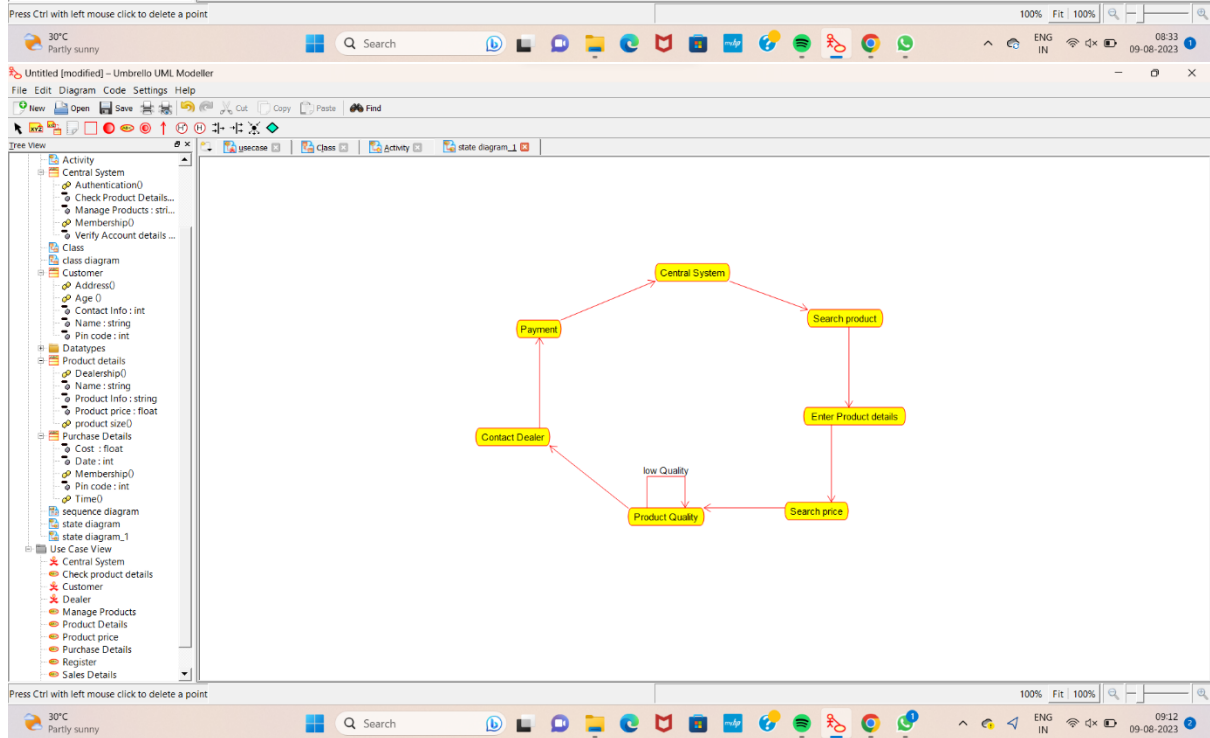 Press Ctrl with left mouse click to delete a point
100% Fit 100%
30°C
Partly sunny
Search
ENG
IN
08:33
09-08-2023
1
Untitled [modified] – Umbrello UML Modeller
File Edit Diagram Code Settings Help
New Open Save Cut Copy Paste Find
XYZ
Tree View
usecase Class Activity state diagram_1
Activity
Central System
Authentication()
Check Product Details...
Manage Products : stri...
Membership()
Verify Account details ...
Class
class diagram
Customer
Address()
Age ()
Contact Info : int
Name : string
Pin code : int
Datatypes
Product details
Dealership()
Name : string
Product Info : string
Product price : float
product size()
Purchase Details
Cost : float
Date : int
Membership()
Pin code : int
Time()
sequence diagram
state diagram
state diagram_1
Use Case View
Central System
Check product details
Customer
Dealer
Manage Products
Product Details
Product price
Purchase Details
Register
Sales Details
Central System
Search product
Payment
Enter Product details
Contact Dealer
low Quality
Search price
Product Quality
Press Ctrl with left mouse click to delete a point
100% Fit 100%
30°C
Partly sunny
Search
1
ENG
IN
09:12
09-08-2023
2